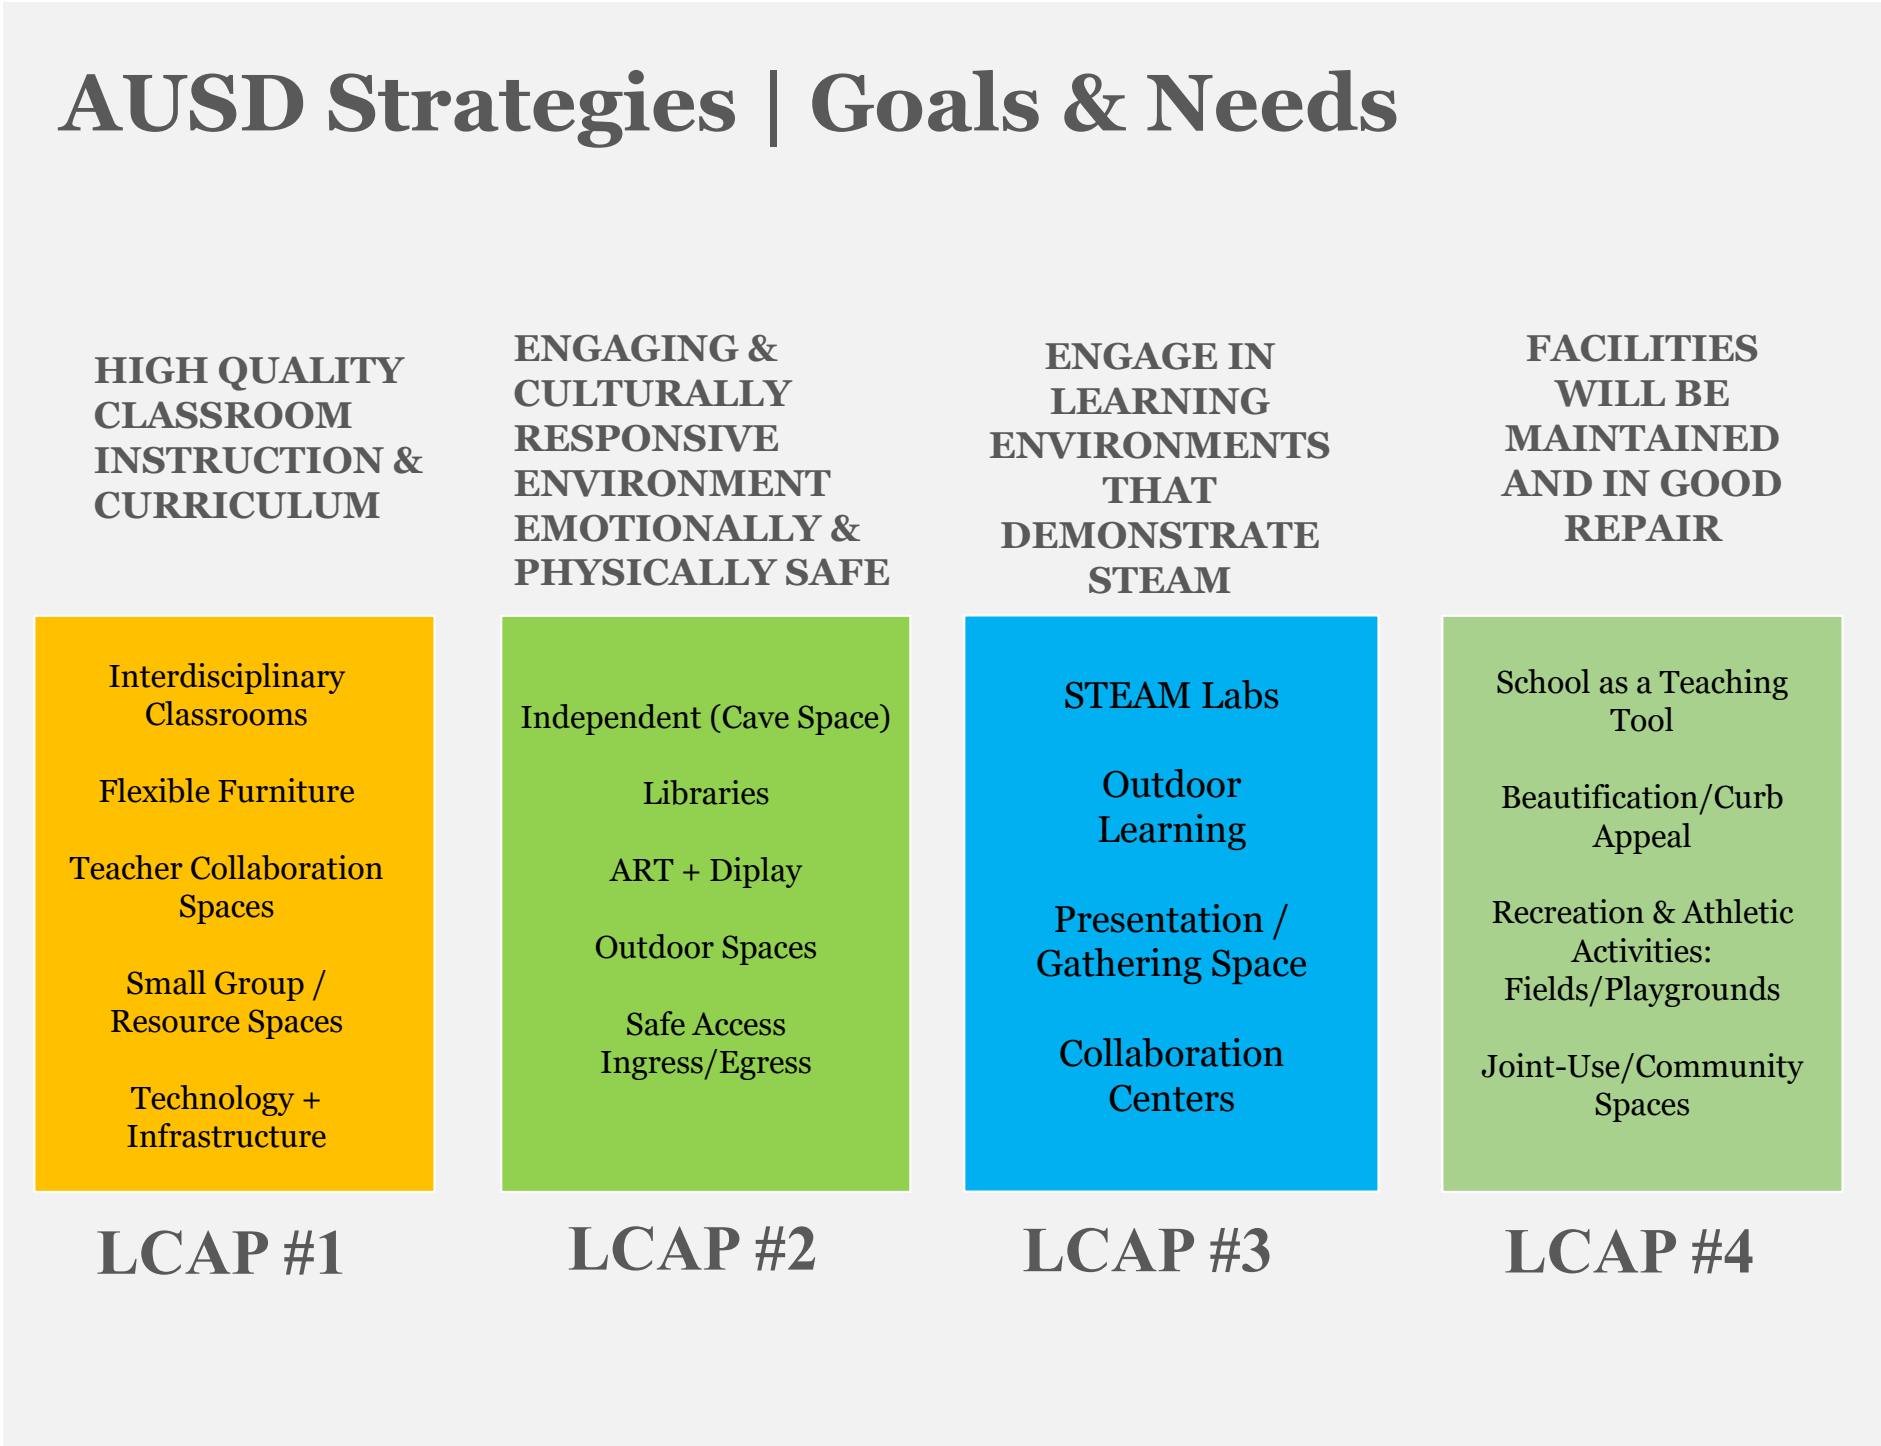 AUSD Strategies | Goals & Needs
HIGH QUALITY
CLASSROOM
INSTRUCTION &
CURRICULUM
Interdisciplinary
Classrooms
Flexible Furniture
Teacher Collaboration
Spaces
Small Group /
Resource Spaces
Technology +
Infrastructure
LCAP #1
ENGAGING &
CULTURALLY
RESPONSIVE
ENVIRONMENT
EMOTIONALLY &
PHYSICALLY SAFE
Independent (Cave Space)
Libraries
ART + Diplay
Outdoor Spaces
Safe Access
Ingress/Egress
LCAP #2
ENGAGE IN
LEARNING
ENVIRONMENTS
THAT
DEMONSTRATE
STEAM
STEAM Labs
Outdoor
Learning
Presentation /
Gathering Space
Collaboration
Centers
LCAP #3
FACILITIES
WILL BE
MAINTAINED
AND IN GOOD
REPAIR
School as a Teaching
Tool
Beautification/Curb
Appeal
Recreation & Athletic
Activities:
Fields/Playgrounds
Joint-Use/Community
Spaces
LCAP #4